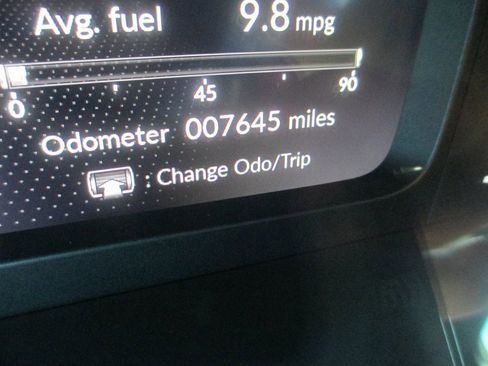 Avg. fuel 9.8 mpg
0 45 90
Odometer 007645 miles
: Change Odo/Trip